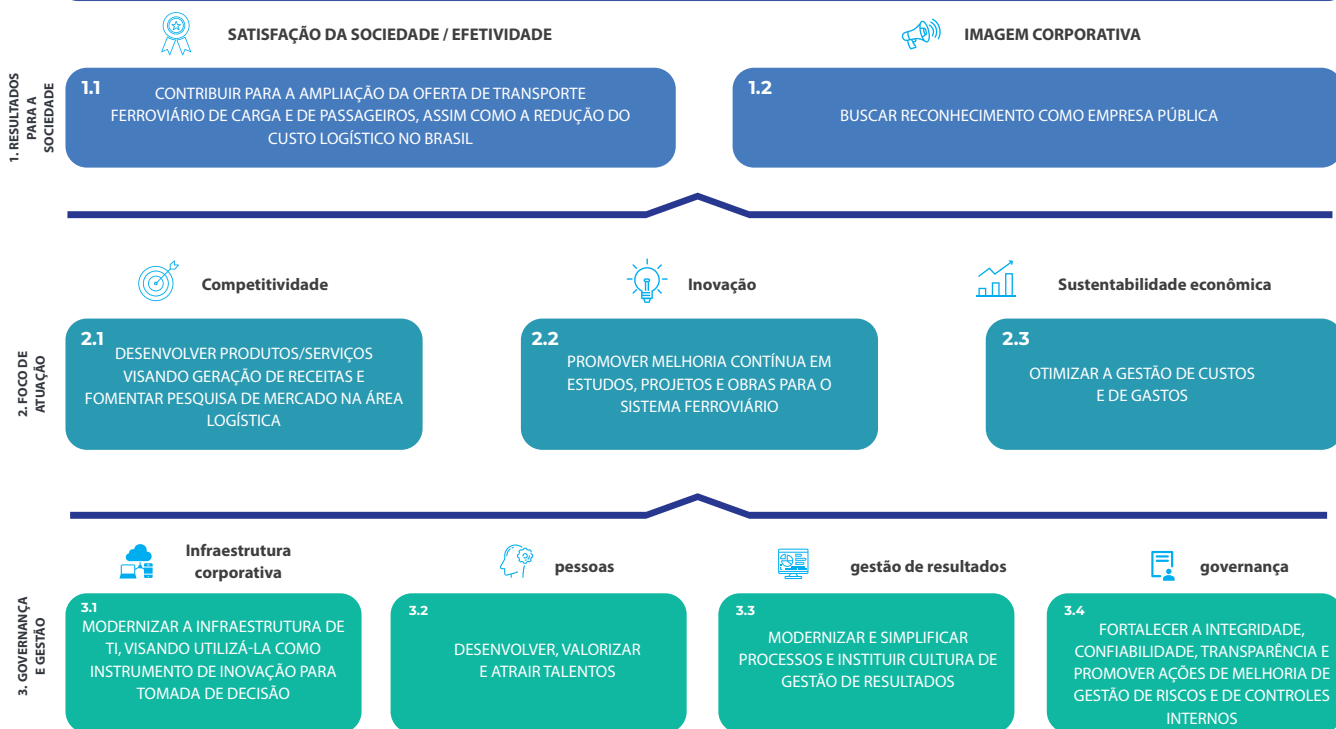 SATISFAÇÃO DA SOCIEDADE / EFETIVIDADE
IMAGEM CORPORATIVA
1. RESULTADOS
PARA A
SOCIEDADE
1.1
CONTRIBUIR PARA A AMPLIAÇÃO DA OFERTA DE TRANSPORTE
FERROVIÁRIO DE CARGA E DE PASSAGEIROS, ASSIM COMO A REDUÇÃO DO
CUSTO LOGÍSTICO NO BRASIL
1.2
BUSCAR RECONHECIMENTO COMO EMPRESA PÚBLICA
Competitividade
Inovação
Sustentabilidade econômica
2. FOCO DE
ATUAÇÃO
2.1
DESENVOLVER PRODUTOS/SERVIÇOS
VISANDO GERAÇÃO DE RECEITAS E
FOMENTAR PESQUISA DE MERCADO NA ÁREA
LOGÍSTICA
2.2
PROMOVER MELHORIA CONTÍNUA EM
ESTUDOS, PROJETOS E OBRAS PARA O
SISTEMA FERROVIÁRIO
2.3
OTIMIZAR A GESTÃO DE CUSTOS
E DE GASTOS
Infraestrutura
corporativa
pessoas
gestão de resultados
governança
3. GOVERNANÇA
E GESTÃO
3.1
MODERNIZAR A INFRAESTRUTURA DE
TI, VISANDO UTILIZÁ-LA COMO
INSTRUMENTO DE INOVAÇÃO PARA
TOMADA DE DECISÃO
3.2
DESENVOLVER, VALORIZAR
E ATRAIR TALENTOS
3.3
MODERNIZAR E SIMPLIFICAR
PROCESSOS E INSTITUIR CULTURA DE
GESTÃO DE RESULTADOS
3.4
FORTALECER A INTEGRIDADE,
CONFIABILIDADE, TRANSPARÊNCIA E
PROMOVER AÇÕES DE MELHORIA DE
GESTÃO DE RISCOS E DE CONTROLES
INTERNOS